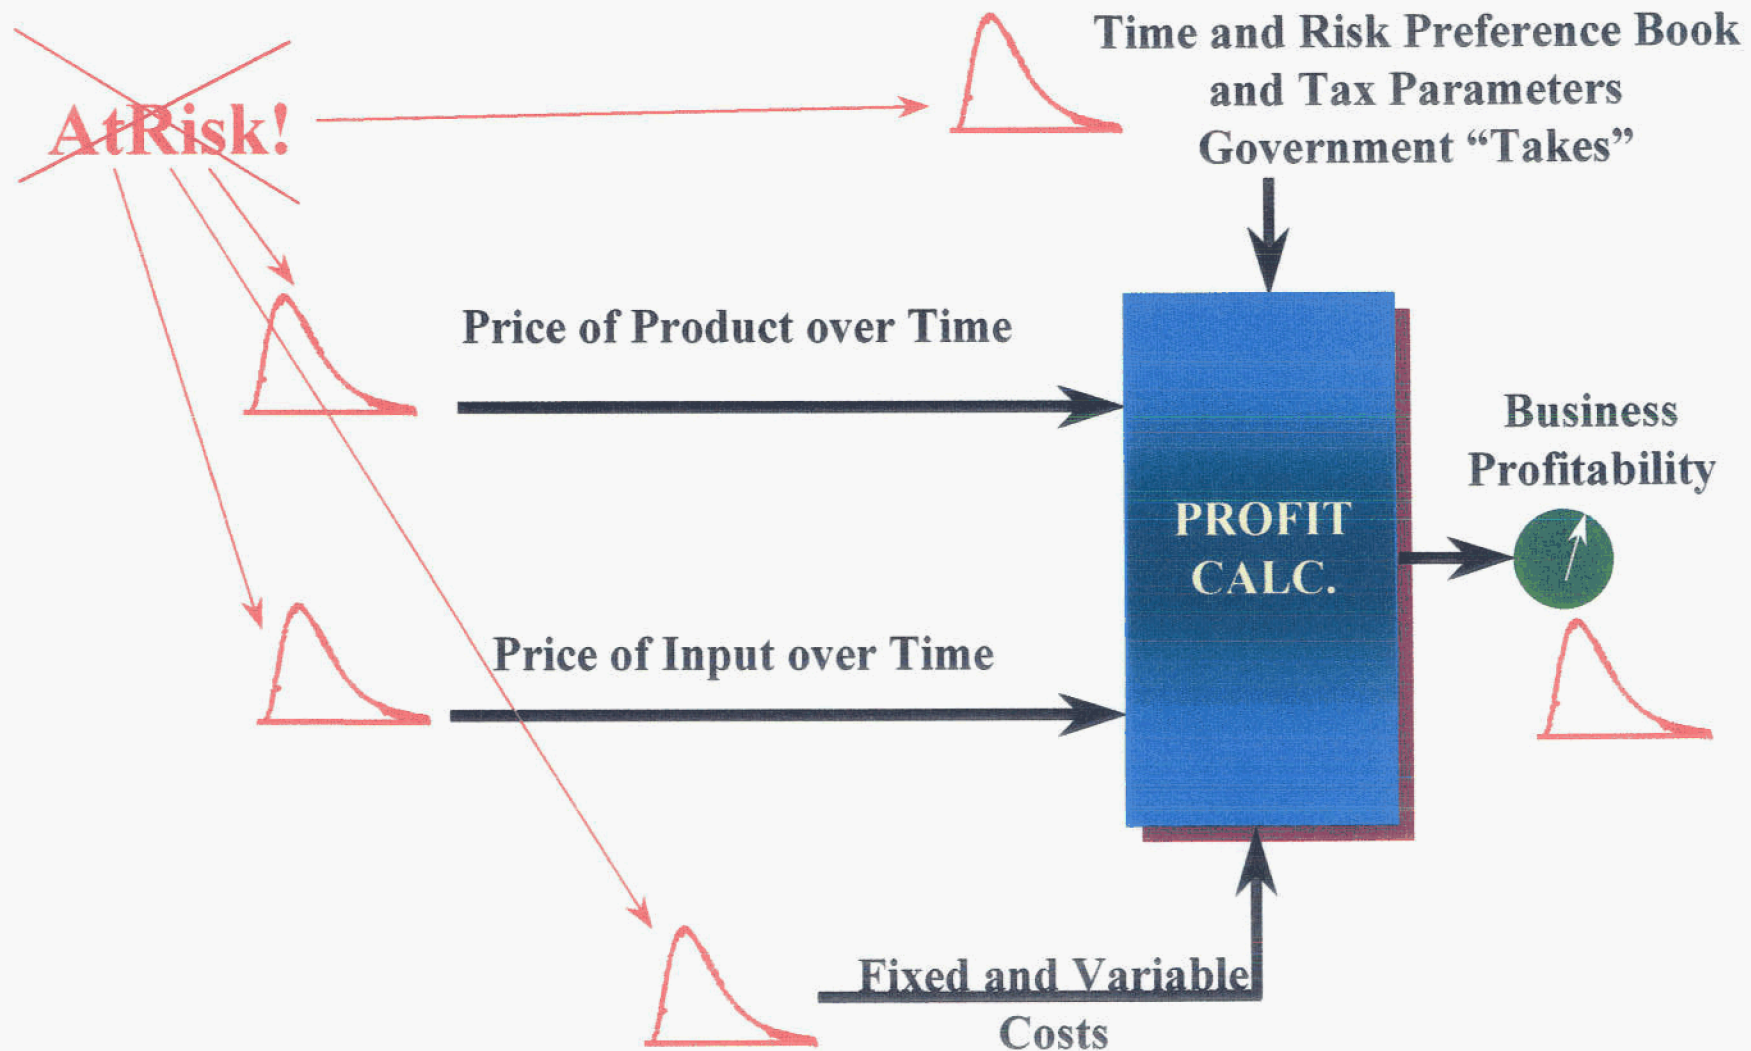 Time and Risk Preference Book
and Tax Parameters
Government “Takes”
AtRisk!
Price of Product over Time
Business
Profitability
PROFIT
CALC.
Price of Input over Time
Fixed and Variable
Costs